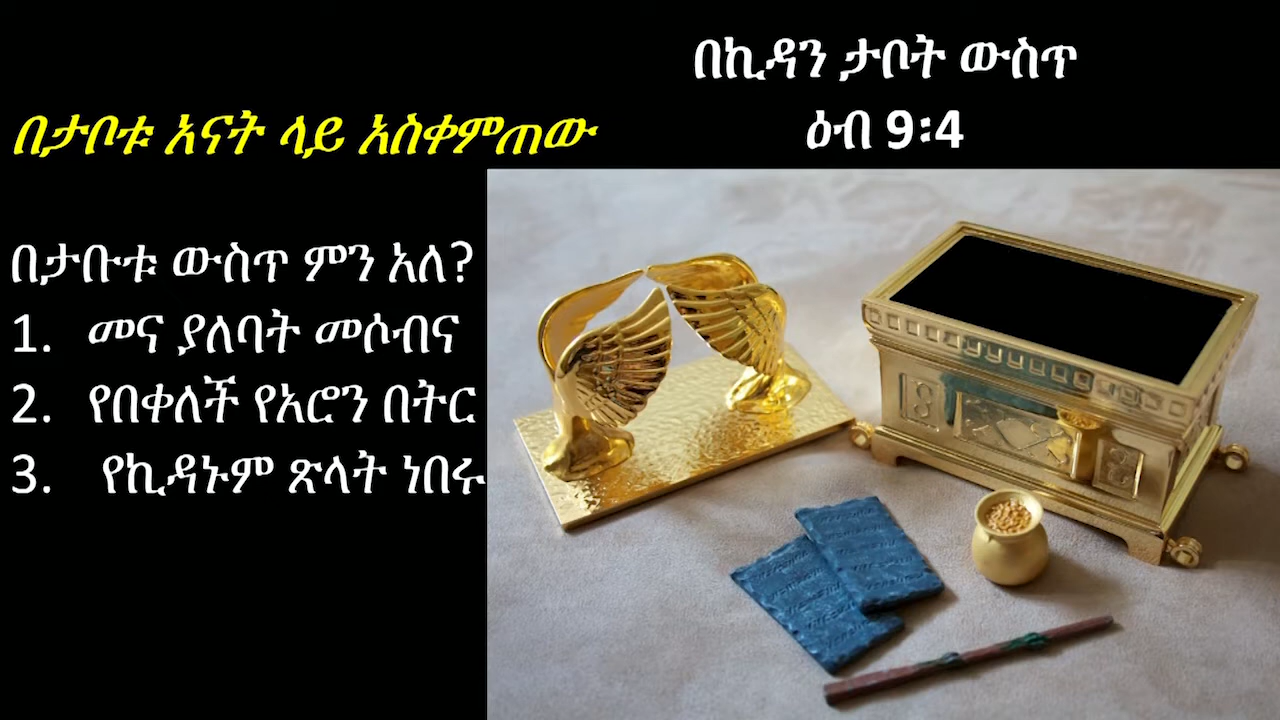 በኪዳን ታቦት ውስጥ
ዕብ 9፡4
በታቦቱ አናት ላይ አስቀምጠው
በታቡቱ ውስጥ ምን አለ?
1. መና ያለባት መሶብና
2. የበቀለች የአሮን በትር
3. የኪዳኑም ጽላት ነበሩ